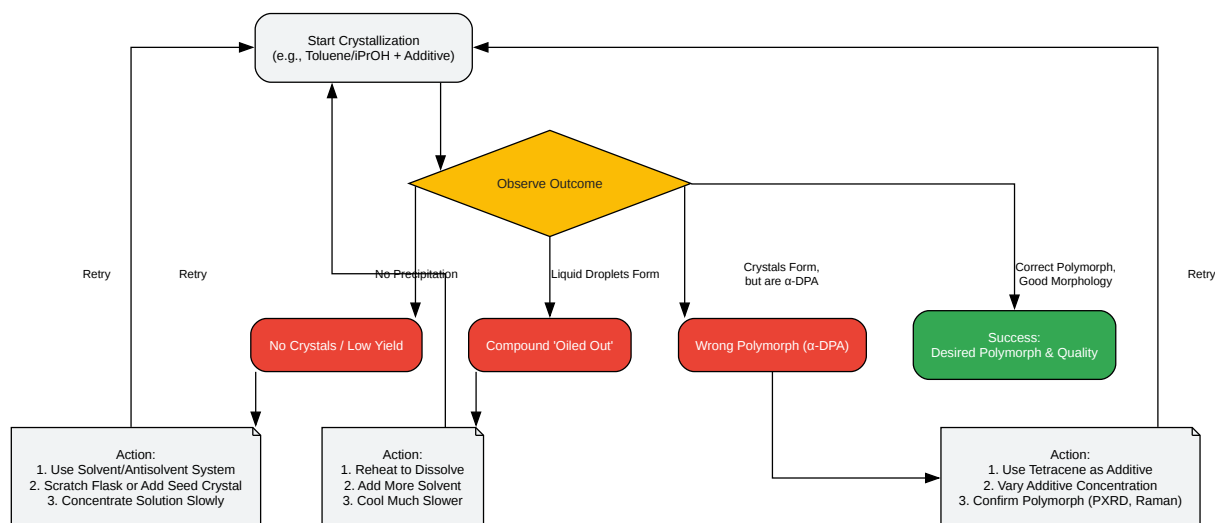 Start Crystallization
(e.g., Toluene/iPrOH + Additive)
Observe Outcome
Retry
Retry
No Precipitation
Liquid Droplets Form
Crystals Form,
but are α-DPA
Correct Polymorph,
Good Morphology
Retry
No Crystals / Low Yield
Compound 'Oiled Out'
Wrong Polymorph (α-DPA)
Success:
Desired Polymorph & Quality
Action:
1. Use Solvent/Antisolvent System
2. Scratch Flask or Add Seed Crystal
3. Concentrate Solution Slowly
Action:
1. Reheat to Dissolve
2. Add More Solvent
3. Cool Much Slower
Action:
1. Use Tetracene as Additive
2. Vary Additive Concentration
3. Confirm Polymorph (PXRD, Raman)